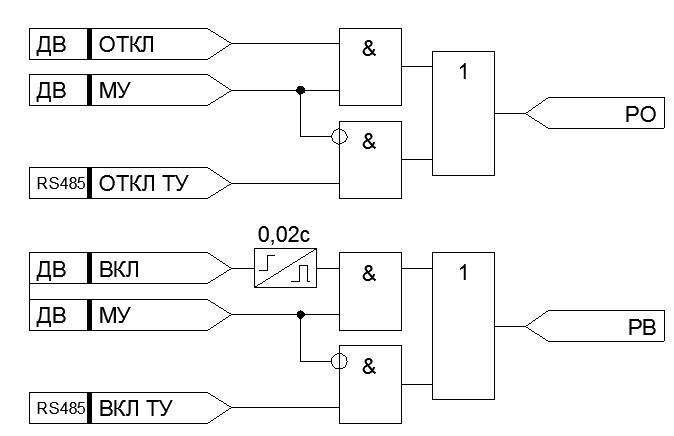 ДВ ОТКЛ
&
ДВ МУ
1
РО
&
RS485 ОТКЛ ТУ
0,02с
ДВ ВКЛ
&
1
ДВ МУ
РВ
&
RS485 ВКЛ ТУ